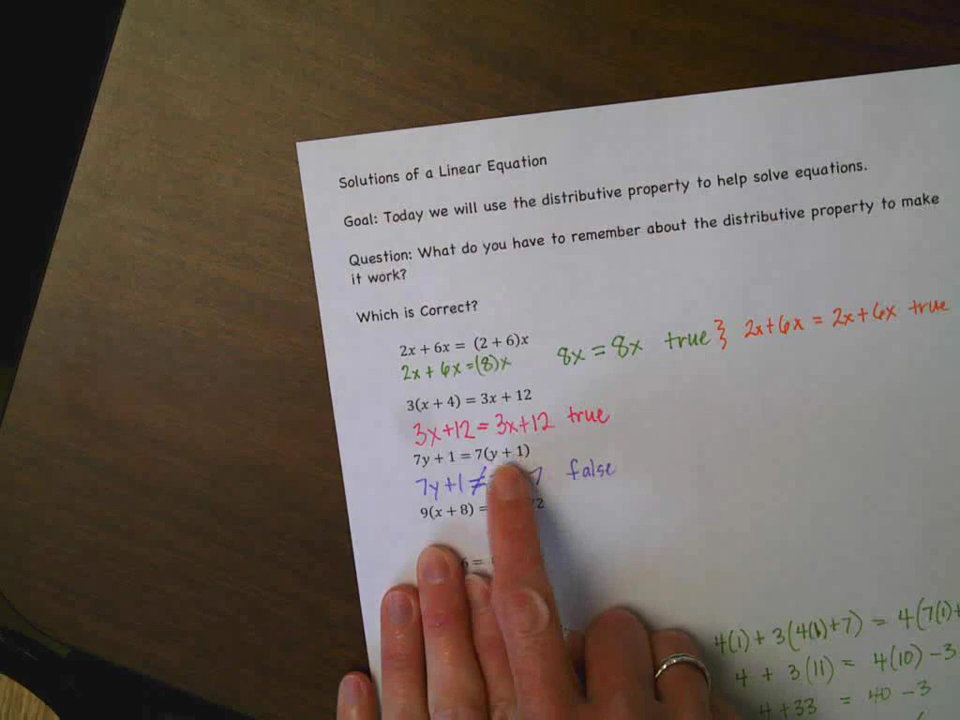 Solutions of a Linear Equation
Goal: Today we will use the distributive property to help solve equations.
Question: What do you have to remember about the distributive property to make
it work?
Which is Correct?
2x + 6x = (2 + 6)x
2x + 6x = (8)x 8x = 8x true } 2x + 6x = 2x + 6x true
3(x + 4) = 3x + 12
3x + 12 = 3x + 12 true
7y + 1 = 7(y + 1)
7y + 1 ≠ 7 false
9(x + 8) =
6 =
4(1) + 3(4(1) + 7) = 4(7(1)+
4 + 3(11) = 4(10) - 3
4 + 33 = 40 - 3